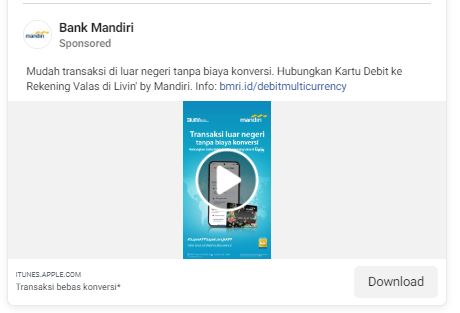 Bank Mandiri
Sponsored
mandiri
Mudah transaksi di luar negeri tanpa biaya konversi. Hubungkan Kartu Debit ke
Rekening Valas di Livin' by Mandiri. Info: bmri.id/debitmulticurrency
BUMN mandiri
Transaksi luar negeri
tanpa biaya konversi
ITUNES.APPLE.COM
Transaksi bebas konversi*
Download